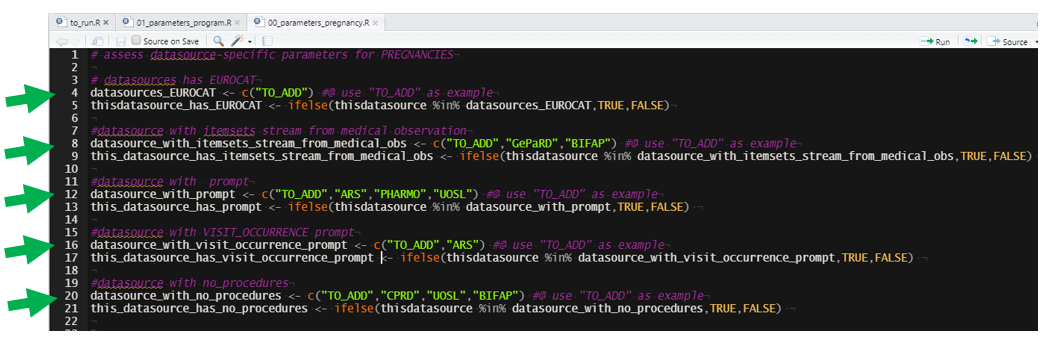 to_run.R × 01_parameters_program.R × 00_parameters_pregnancy.R ×
Source on Save Run Source
1 # assess datasource-specific parameters for PREGNANCIES
2
3 # datasources has EUROCAT
4 datasources_EUROCAT <- c("TO_ADD") #@ use "TO_ADD" as example
5 thisdatasource_has_EUROCAT <- ifelse(thisdatasource %in% datasources_EUROCAT,TRUE,FALSE)
6
7 #datasource with itemsets stream from medical observation
8 datasource_with_itemsets_stream_from_medical_obs <- c("TO_ADD","GePaRD","BIFAP") #@ use "TO_ADD" as example
9 this_datasource_has_itemsets_stream_from_medical_obs <- ifelse(thisdatasource %in% datasource_with_itemsets_stream_from_medical_obs,TRUE,FALSE)
10
11 #datasource with  prompt
12 datasource_with_prompt <- c("TO_ADD","ARS","PHARMO","UOSL") #@ use "TO_ADD" as example
13 this_datasource_has_prompt <- ifelse(thisdatasource %in% datasource_with_prompt,TRUE,FALSE)
14
15 #datasource with VISIT_OCCURRENCE prompt
16 datasource_with_visit_occurrence_prompt <- c("TO_ADD","ARS") #@ use "TO_ADD" as example
17 this_datasource_has_visit_occurrence_prompt <- ifelse(thisdatasource %in% datasource_with_visit_occurrence_prompt,TRUE,FALSE)
18
19 #datasource with no_procedures
20 datasource_with_no_procedures <- c("TO_ADD","CPRD","UOSL","BIFAP") #@ use "TO_ADD" as example
21 this_datasource_has_no_procedures <- ifelse(thisdatasource %in% datasource_with_no_procedures,TRUE,FALSE)
22